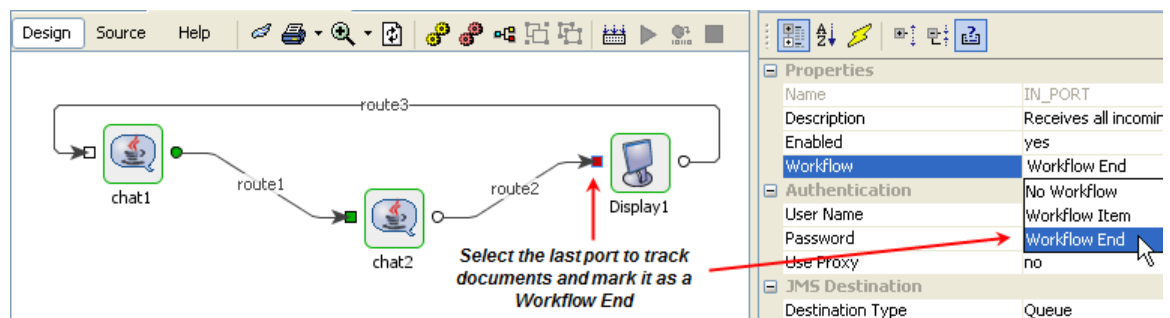 Design Source Help
A
Z
route3
chat1
route1
chat2
route2
Display1
Select the last port to track
documents and mark it as a
Workflow End
Properties
Name IN_PORT
Description Receives all incomin
Enabled yes
Workflow Workflow End
No Workflow
Workflow Item
Workflow End
Authentication
User Name
Password
Use Proxy no
JMS Destination
Destination Type Queue